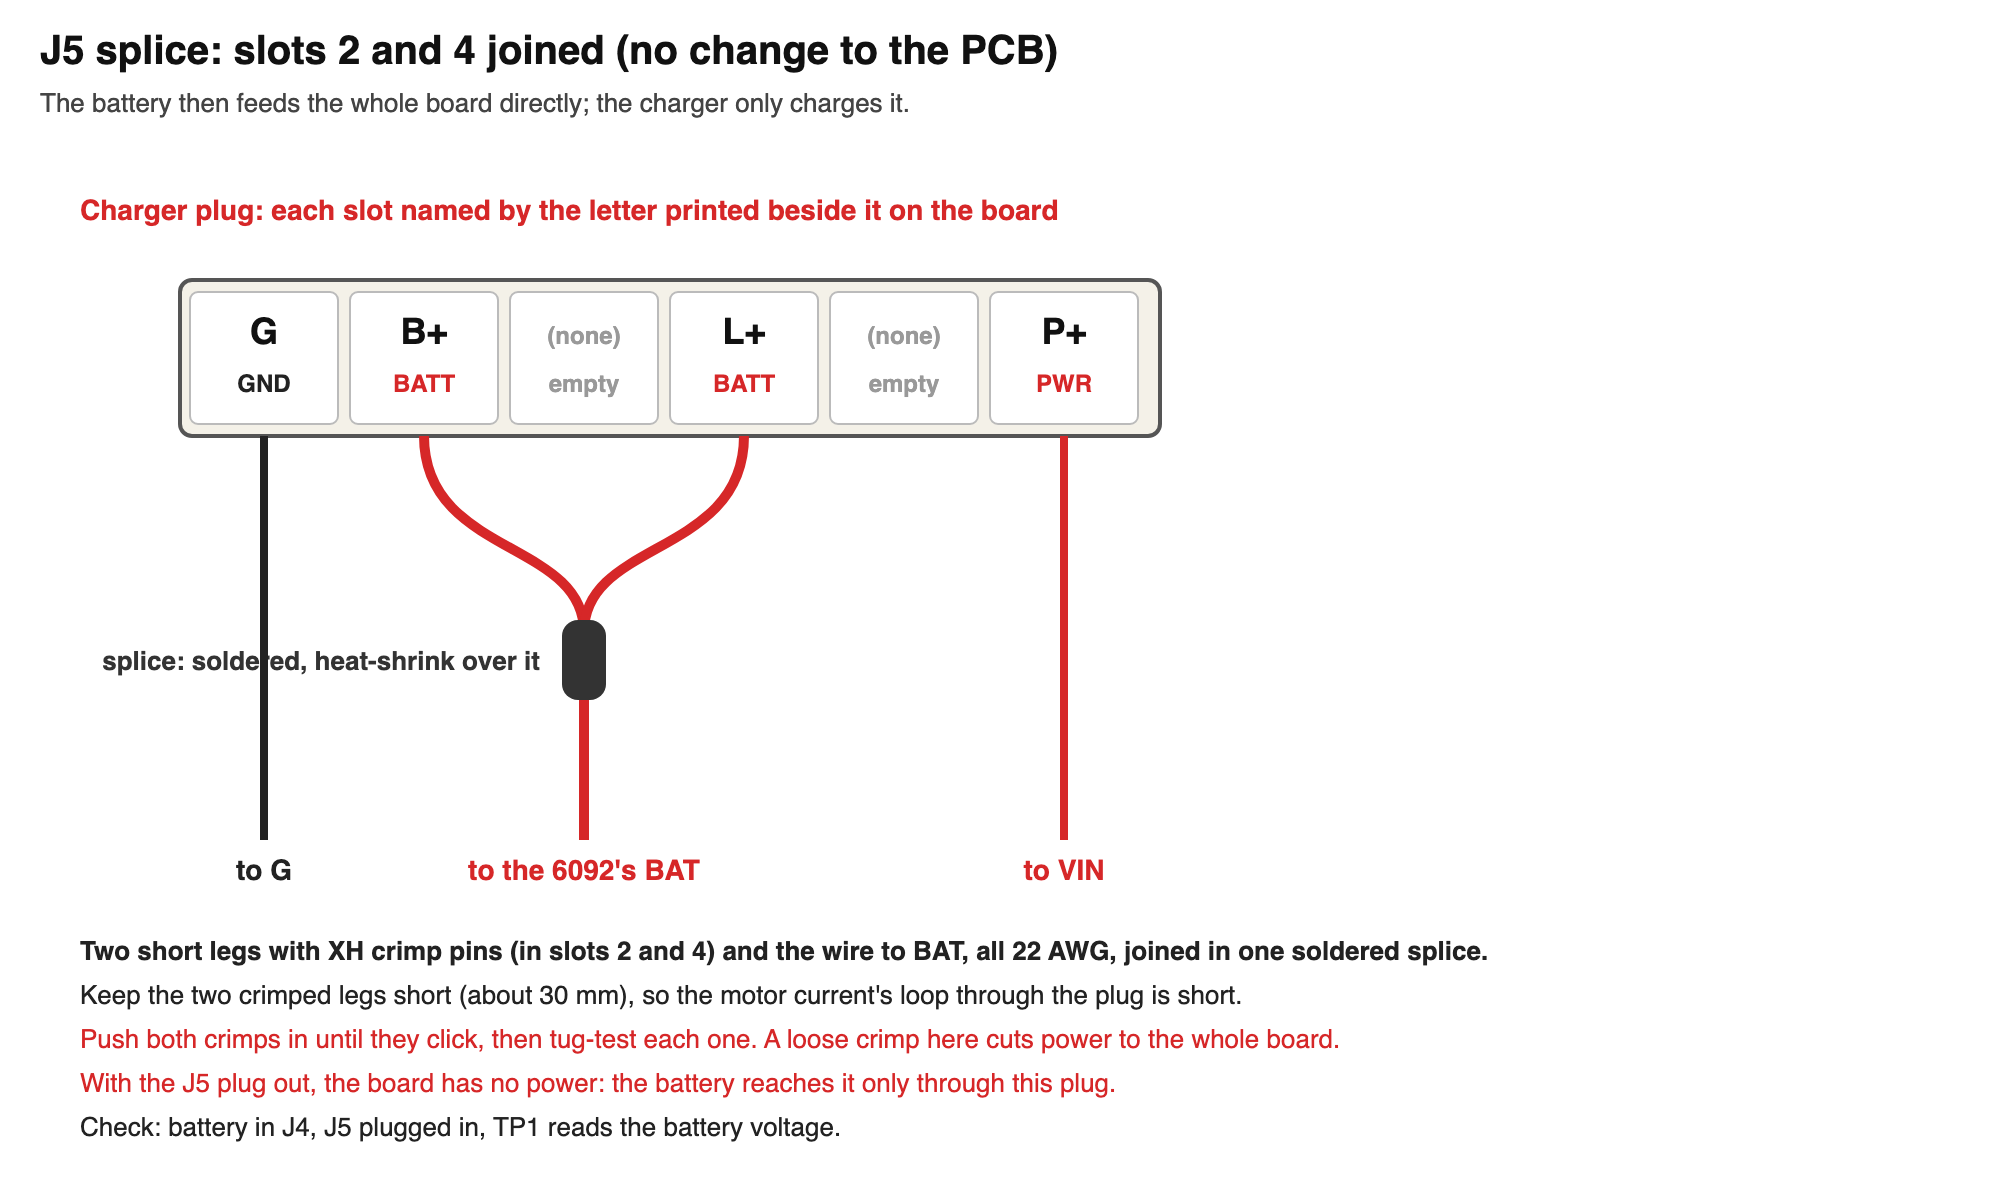 J5 splice: slots 2 and 4 joined (no change to the PCB)
The battery then feeds the whole board directly; the charger only charges it.
Charger plug: each slot named by the letter printed beside it on the board
G B+ (none) L+ (none) P+
GND BATT empty BATT empty PWR
splice: soldered, heat-shrink over it
to G to the 6092's BAT to VIN
Two short legs with XH crimp pins (in slots 2 and 4) and the wire to BAT, all 22 AWG, joined in one soldered splice.
Keep the two crimped legs short (about 30 mm), so the motor current's loop through the plug is short.
Push both crimps in until they click, then tug-test each one. A loose crimp here cuts power to the whole board.
With the J5 plug out, the board has no power: the battery reaches it only through this plug.
Check: battery in J4, J5 plugged in, TP1 reads the battery voltage.